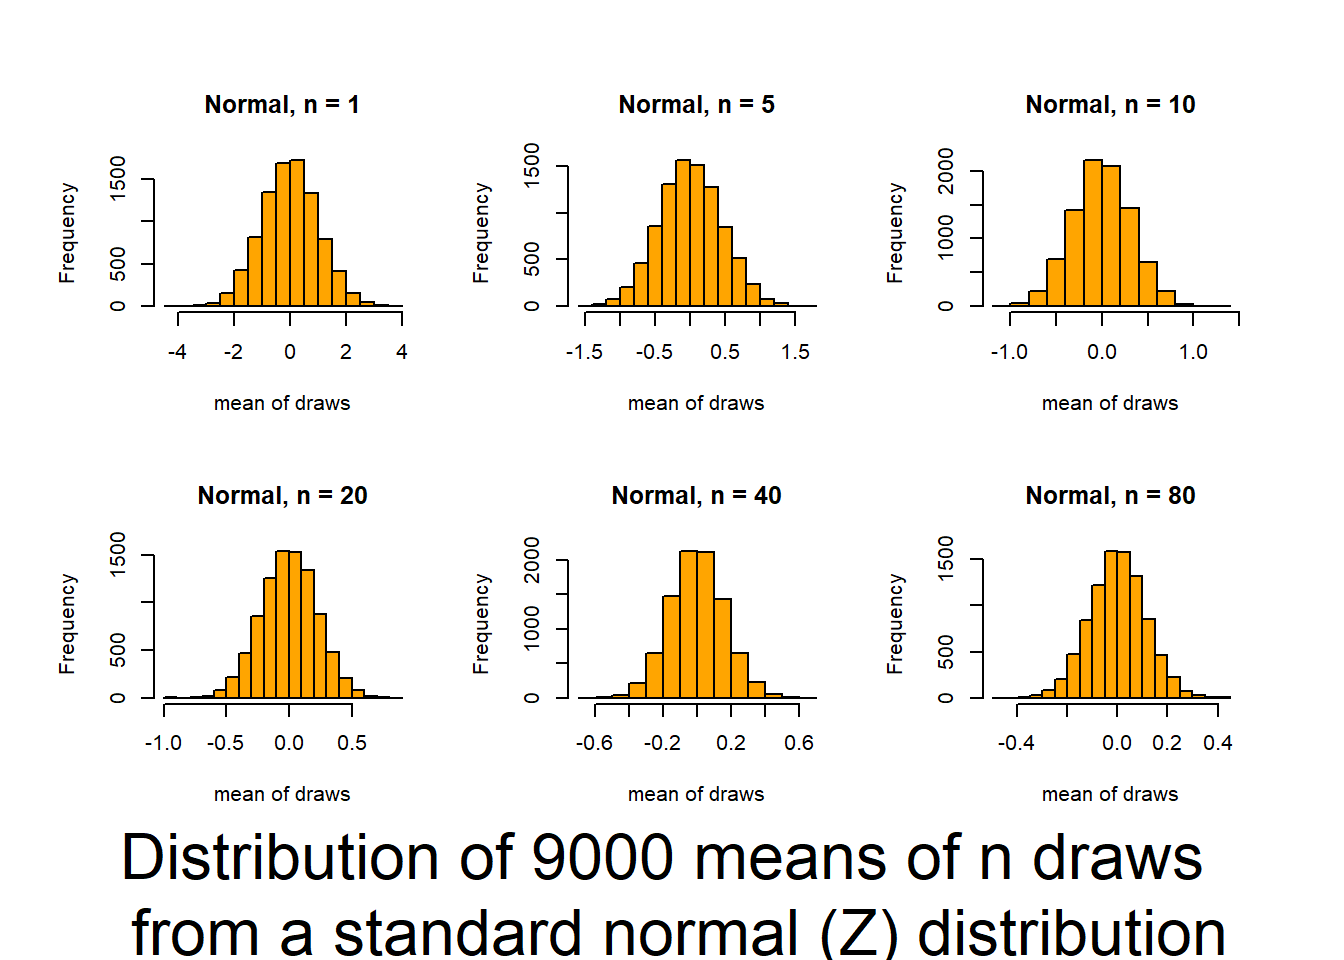 Normal, n = 1
Frequency
0 500 1500
-4 -2 0 2 4
mean of draws
Normal, n = 5
Frequency
0 500 1500
-1.5 -0.5 0.5 1.5
mean of draws
Normal, n = 10
Frequency
0 1000 2000
-1.0 0.0 1.0
mean of draws
Normal, n = 20
Frequency
0 500 1500
-1.0 -0.5 0.0 0.5
mean of draws
Normal, n = 40
Frequency
0 1000 2000
-0.6 -0.2 0.2 0.6
mean of draws
Normal, n = 80
Frequency
0 500 1500
-0.4 0.0 0.2 0.4
mean of draws
Distribution of 9000 means of n draws
from a standard normal (Z) distribution